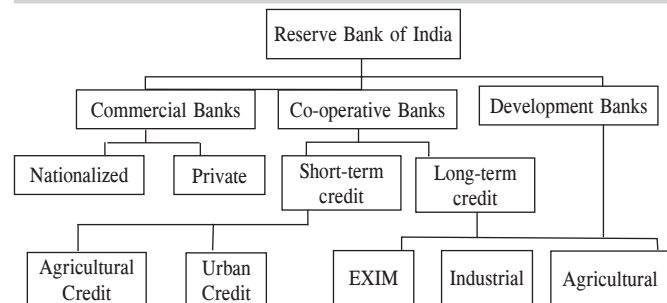 Reserve Bank of India
Commercial Banks
Co-operative Banks
Development Banks
Nationalized
Private
Short-term
credit
Long-term
credit
Agricultural
Credit
Urban
Credit
EXIM
Industrial
Agricultural